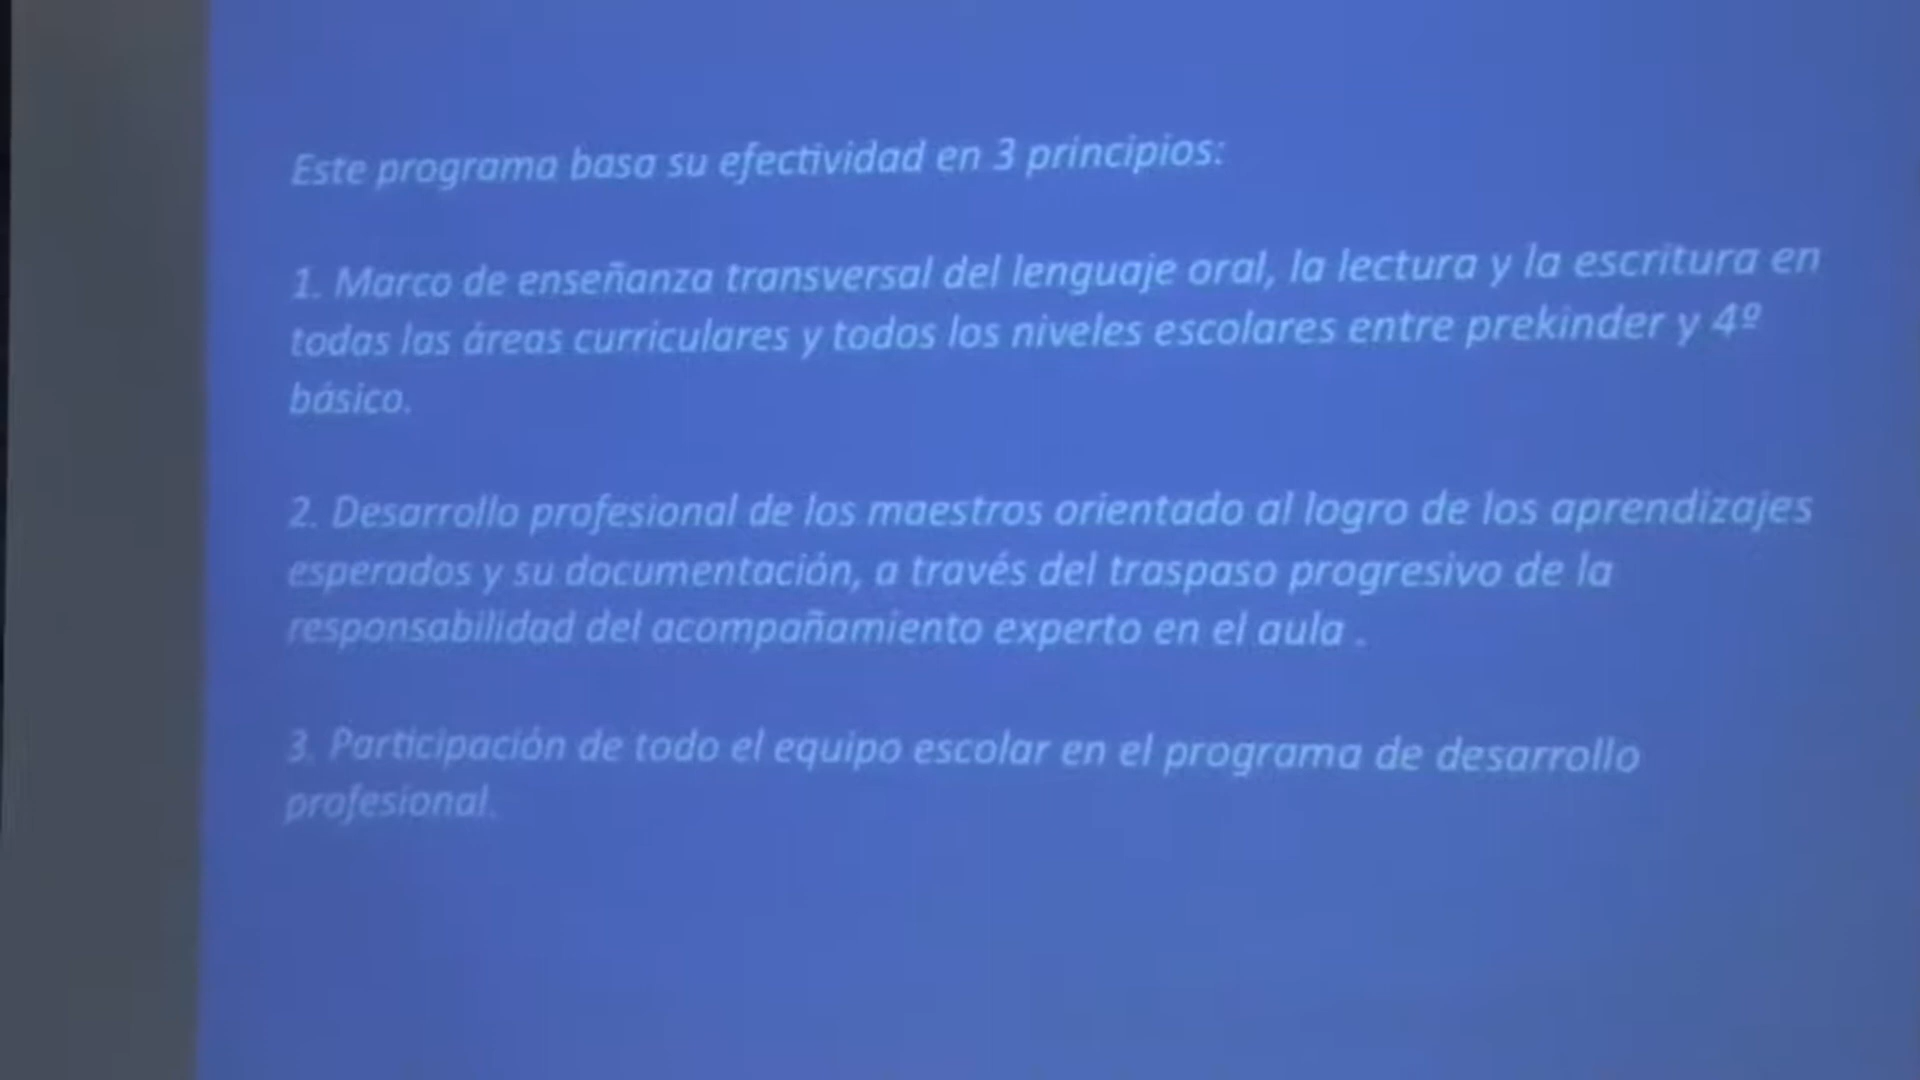 Este programa basa su efectividad en 3 principios:
1. Marco de enseñanza transversal del lenguaje oral, la lectura y la escritura en
todas las áreas curriculares y todos los niveles escolares entre prekinder y 4º
básico.
2. Desarrollo profesional de los maestros orientado al logro de los aprendizajes
esperados y su documentación, a través del traspaso progresivo de la
responsabilidad del acompañamiento experto en el aula .
3. Participación de todo el equipo escolar en el programa de desarrollo
profesional.